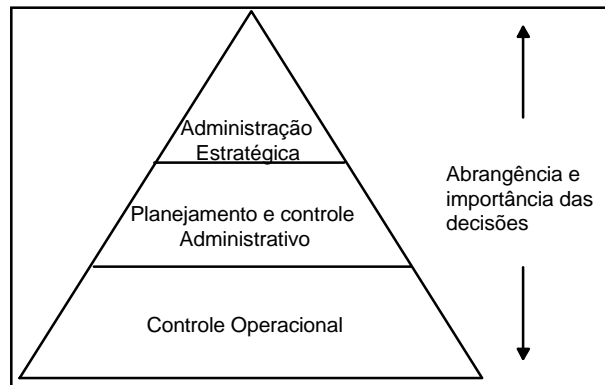 Administração
Estratégica
Planejamento e controle
Administrativo
Controle Operacional
Abrangência e
importância das
decisões